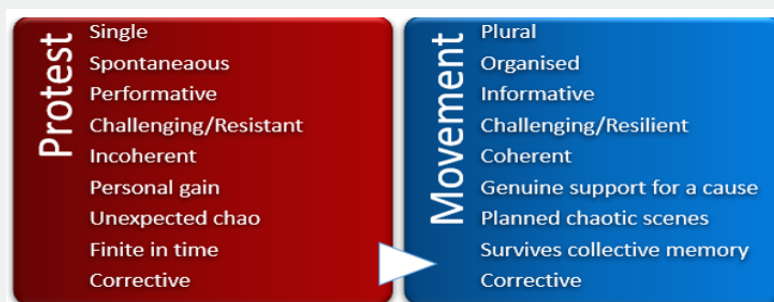 Protest
Single
Spontaneaous
Performative
Challenging/Resistant
Incoherent
Personal gain
Unexpected chao
Finite in time
Corrective
Movement
Plural
Organised
Informative
Challenging/Resilient
Coherent
Genuine support for a cause
Planned chaotic scenes
Survives collective memory
Corrective